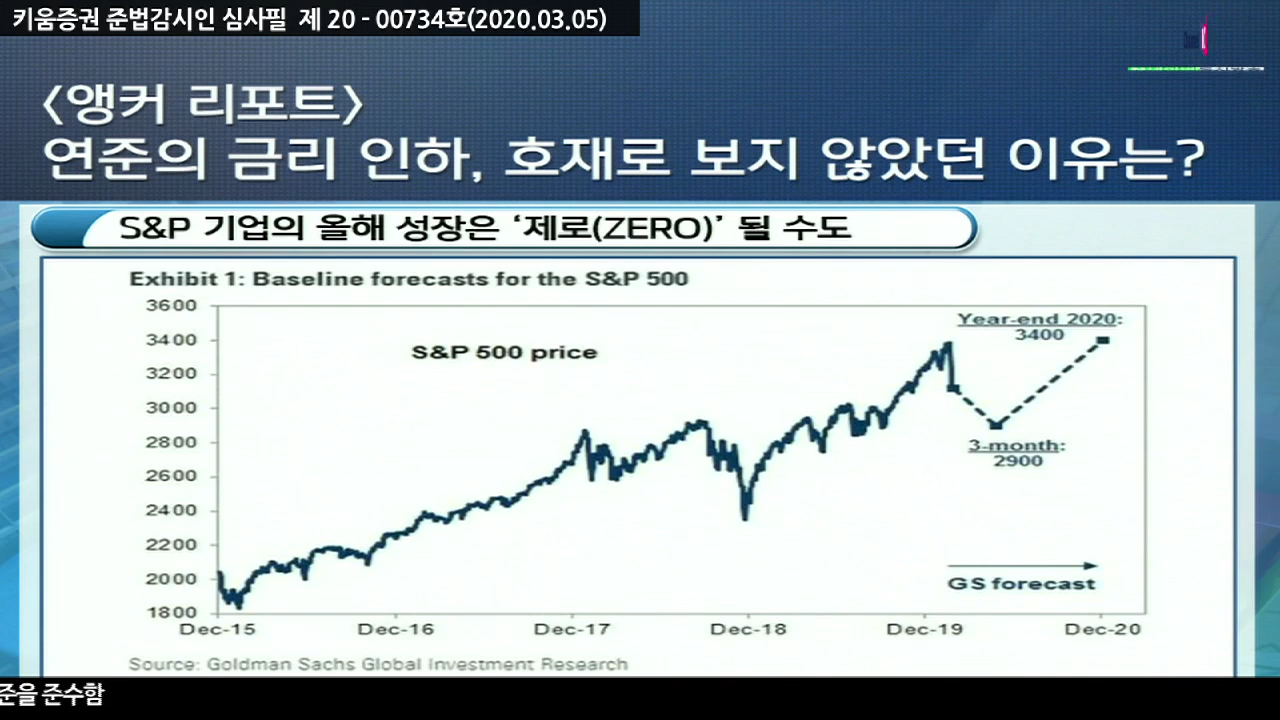 키움증권 준법감시인 심사필 제 20 - 00734호(2020.03.05)
<앵커 리포트>
연준의 금리 인하, 호재로 보지 않았던 이유는?
S&P 기업의 올해 성장은 ‘제로(ZERO)’ 될 수도
Exhibit 1: Baseline forecasts for the S&P 500
3600
3400
3200
3000
2800
2600
2400
2200
2000
1800
S&P 500 price
Year-end 2020:
3400
3-month:
2900
GS forecast
Dec-15 Dec-16 Dec-17 Dec-18 Dec-19 Dec-20
Source: Goldman Sachs Global Investment Research
준을 준수함